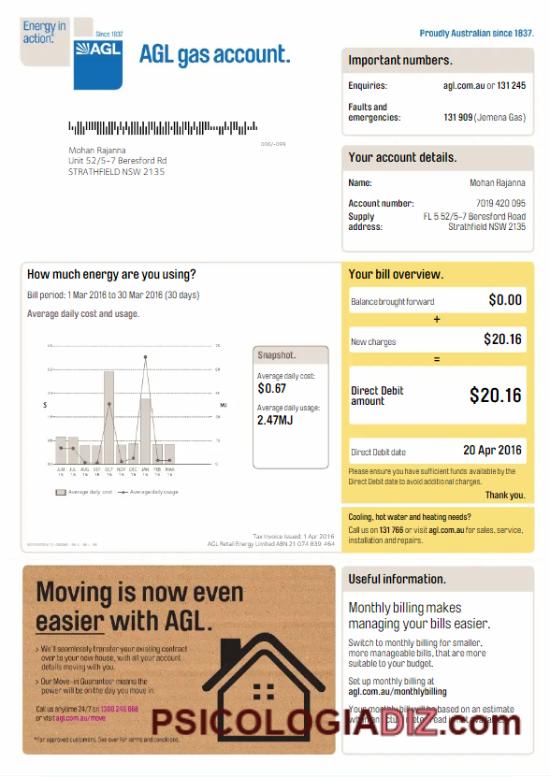 Energy in
action.
Since 1837
AGL
AGL gas account.
Proudly Australian since 1837.
Important numbers.
Enquiries: agl.com.au or 131 245
Faults and
emergencies: 131 909 (Jemena Gas)
Mohan Rajanna
Unit 52/5-7 Beresford Rd
STRATHFIELD NSW 2135
Your account details.
Name: Mohan Rajanna
Account number: 7019 420 095
Supply
address: FL 5 52/5-7 Beresford Road
Strathfield NSW 2135
How much energy are you using?
Bill period: 1 Mar 2016 to 30 Mar 2016 (30 days)
Average daily cost and usage.
$
MJ
JUN JUL AUG SEP OCT NOV DEC JAN FEB MAR
Average daily cost Average daily usage
Snapshot.
Average daily cost:
$0.67
Average daily usage:
2.47MJ
Tax Invoice issued: 1 Apr 2016
AGL Retail Energy Limited ABN 21 074 839 464
Your bill overview.
Balance brought forward $0.00
+
New charges $20.16
=
Direct Debit
amount $20.16
Direct Debit date 20 Apr 2016
Please ensure you have sufficient funds available by the
Direct Debit date to avoid additional charges.
Thank you.
Cooling, hot water and heating needs?
Call us on 131 766 or visit agl.com.au for sales, service,
installation and repairs.
Moving is now even
easier with AGL.
> We'll seamlessly transfer your existing contract
over to your new house, with all your account
details moving with you.
> Our Move-in Guarantee* means the
power will be on the day you move in.
Call us anytime 24/7 on
or visit agl.com.au/move
*For approved customers. See over for terms and conditions.
Useful information.
Monthly billing makes
managing your bills easier.
Switch to monthly billing for smaller,
more manageable bills, that are more
suitable to your budget.
Set up monthly billing at
agl.com.au/monthlybilling
Your monthly bill will be based on an estimate
when an actual meter read is not available.
PSICOLOGIADIZ.com